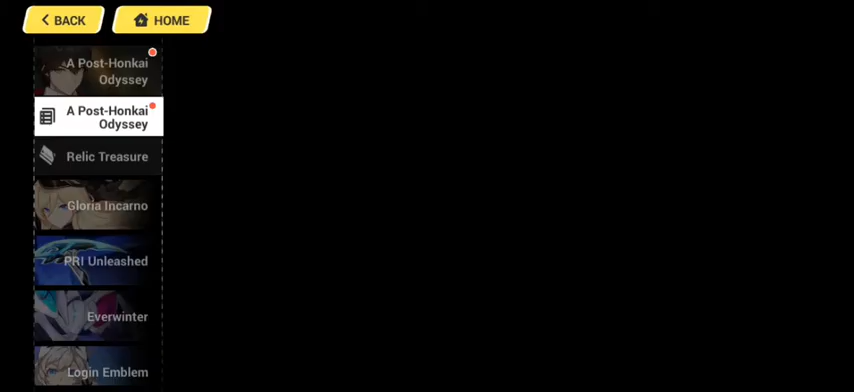 BACK
HOME
A Post-Honkai
Odyssey
A Post-Honkai
Odyssey
Relic Treasure
Gloria Incarno
PRI Unleashed
Everwinter
Login Emblem